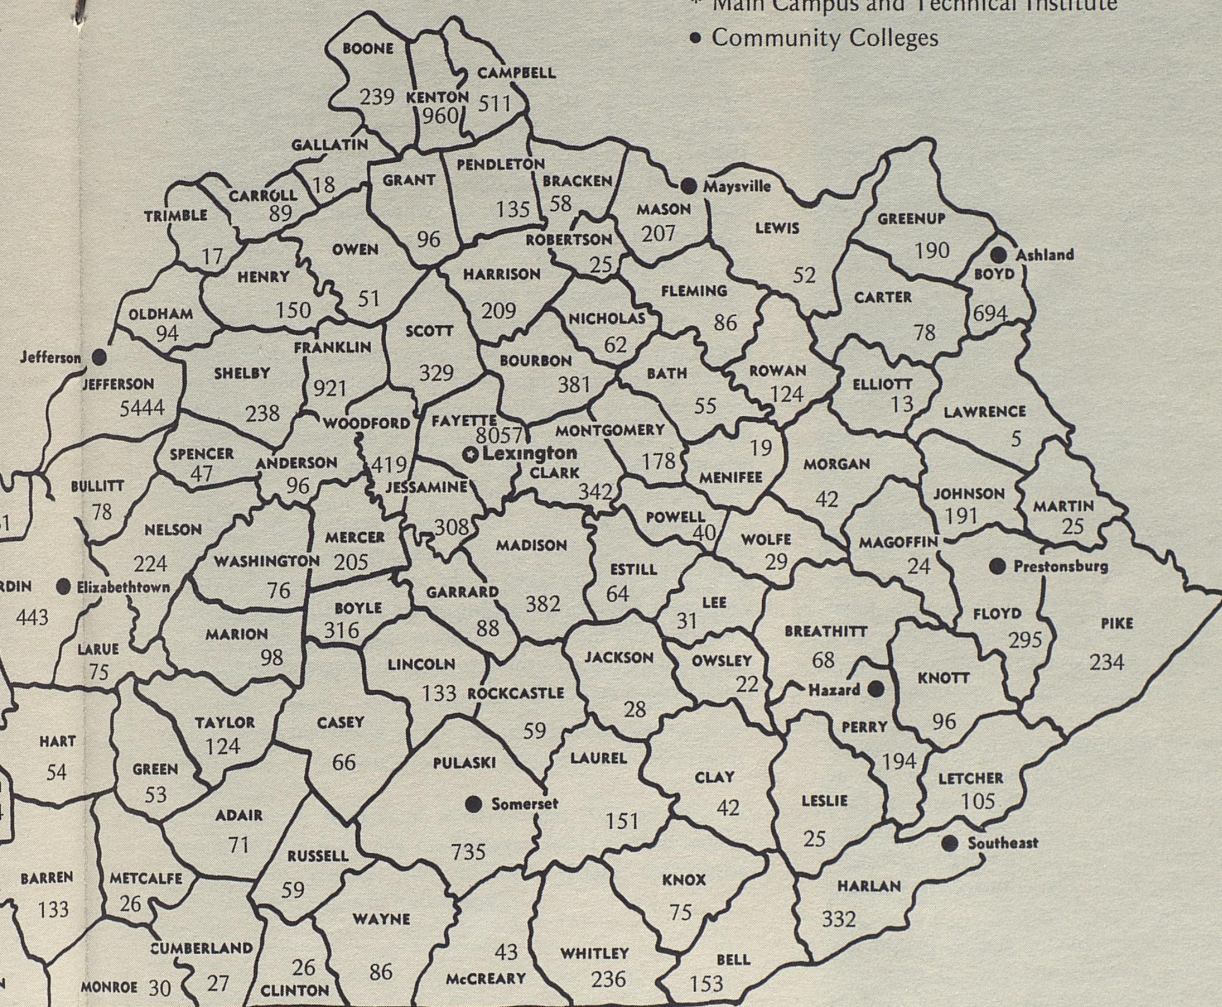 * Main Campus and Technical Institute
● Community Colleges
BOONE
239
KENTON
960
CAMPBELL
511
GALLATIN
18
CARROLL
89
TRIMBLE
17
GRANT
96
PENDLETON
135
BRACKEN
58
Maysville
MASON
207
ROBERTSON
25
LEWIS
52
GREENUP
190
Ashland
BOYD
694
OWEN
51
HENRY
150
HARRISON
209
FLEMING
86
CARTER
78
OLDHAM
94
NICHOLAS
62
Jefferson
JEFFERSON
5444
SHELBY
238
FRANKLIN
921
SCOTT
329
BOURBON
381
BATH
55
ROWAN
124
ELLIOTT
13
LAWRENCE
5
SPENCER
47
ANDERSON
96
WOODFORD
419
FAYETTE
8057
Lexington
JESSAMINE
308
CLARK
342
MONTGOMERY
178
19
MENIFEE
MORGAN
42
JOHNSON
191
MARTIN
25
BULLITT
78
NELSON
224
WASHINGTON
76
MERCER
205
MADISON
382
POWELL
40
WOLFE
29
MAGOFFIN
24
Prestonsburg
FLOYD
295
PIKE
234
51
RDIN
443
Elizabethtown
LARUE
75
MARION
98
BOYLE
316
GARRARD
88
ESTILL
64
LEE
31
BREATHITT
68
Hazard
KNOTT
96
LINCOLN
133
ROCKCASTLE
59
JACKSON
28
OWSLEY
22
PERRY
194
LETCHER
105
HART
54
GREEN
53
TAYLOR
124
CASEY
66
PULASKI
Somerset
735
LAUREL
151
CLAY
42
LESLIE
25
Southeast
ADAIR
71
RUSSELL
59
BARREN
133
METCALFE
26
KNOX
75
HARLAN
332
WAYNE
86
CUMBERLAND
27
MONROE 30
26
CLINTON
43
McCREARY
WHITLEY
236
BELL
153